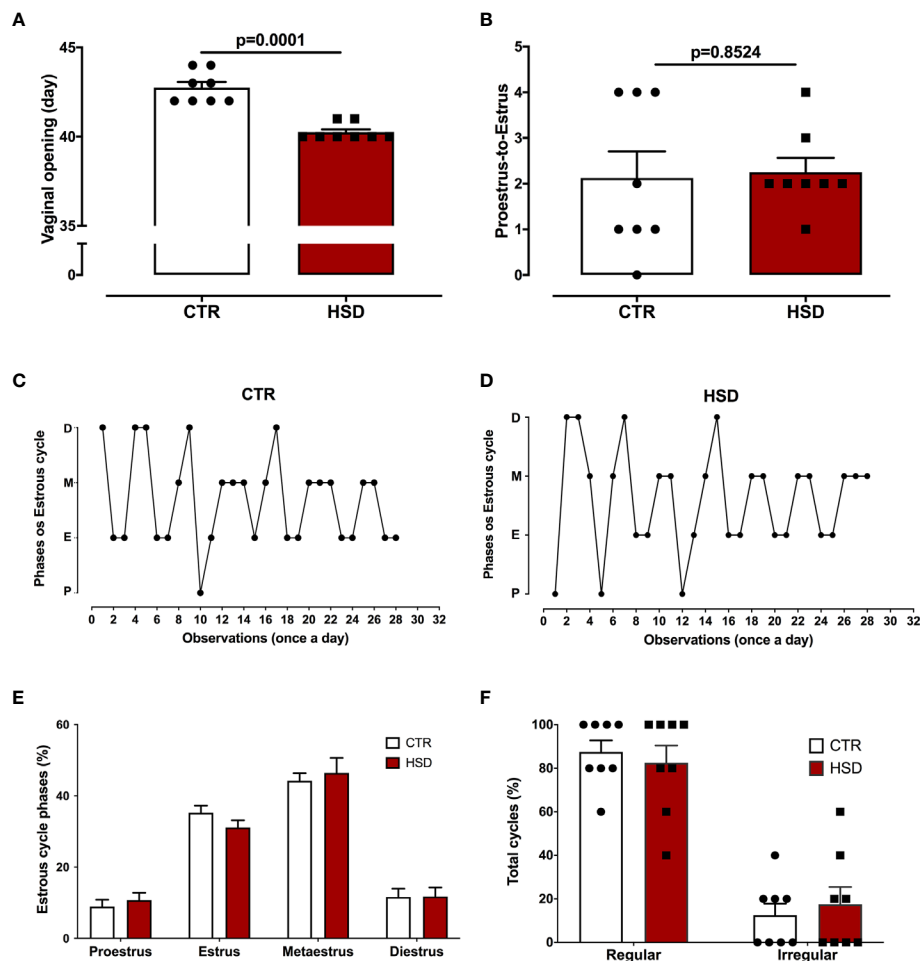 A
p=0.0001
Vaginal opening (day)
45
40
35
0
CTR
HSD
B
p=0.8524
Proestrus-to-Estrus
5
4
3
2
1
0
CTR
HSD
C
CTR
Phases os Estrous cycle
D
M
E
P
0 2 4 6 8 10 12 14 16 18 20 22 24 26 28 30 32
Observations (once a day)
D
HSD
Phases os Estrous cycle
D
M
E
P
0 2 4 6 8 10 12 14 16 18 20 22 24 26 28 30 32
Observations (once a day)
E
Estrous cycle phases (%)
60
40
20
0
CTR
HSD
Proestrus Estrus Metaestrus Diestrus
F
Total cycles (%)
100
80
60
40
20
0
CTR
HSD
Regular Irregular